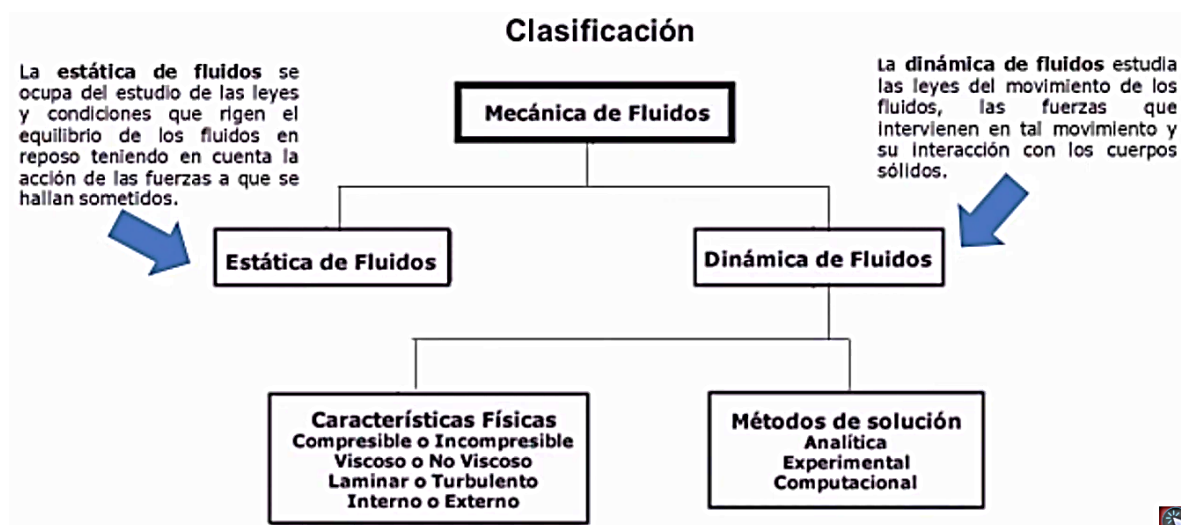 Clasificación
La estática de fluidos se
ocupa del estudio de las leyes
y condiciones que rigen el
equilibrio de los fluidos en
reposo teniendo en cuenta la
acción de las fuerzas a que se
hallan sometidos.
La dinámica de fluidos estudia
las leyes del movimiento de los
fluidos, las fuerzas que
intervienen en tal movimiento y
su interacción con los cuerpos
sólidos.
Mecánica de Fluidos
Estática de Fluidos
Dinámica de Fluidos
Características Físicas
Compresible o Incompresible
Viscoso o No Viscoso
Laminar o Turbulento
Interno o Externo
Métodos de solución
Analítica
Experimental
Computacional